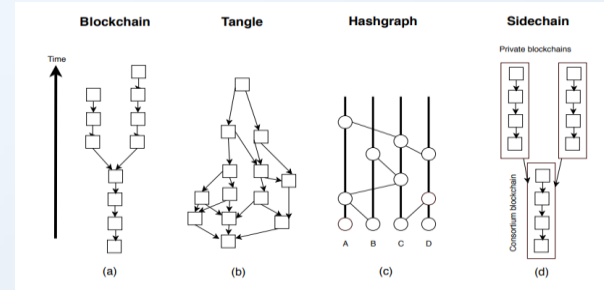 Blockchain
Tangle
Hashgraph
Sidechain
Time
Private blockchains
Consortium blockchain
A B C D
(a)
(b)
(c)
(d)